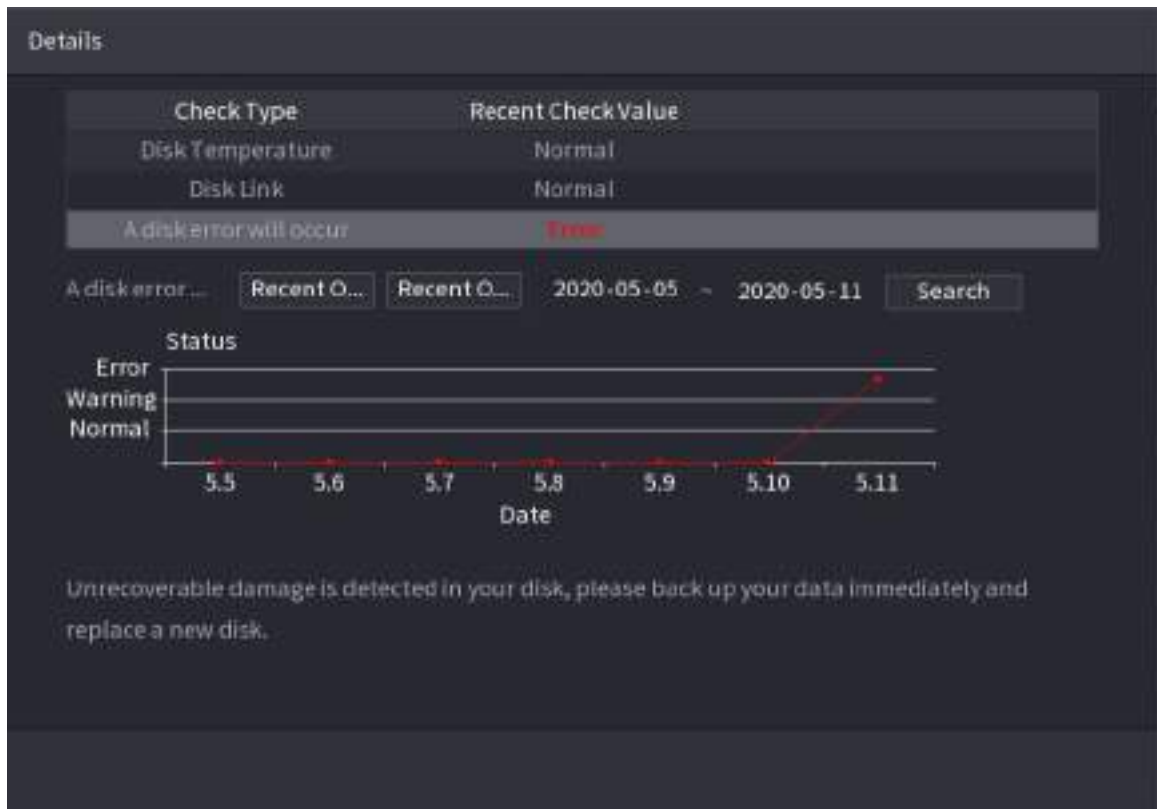 Details
Check Type Recent Check Value
Disk Temperature Normal
Disk Link Normal
A disk error will occur Error
A disk error ... Recent O... Recent O... 2020-05-05 ~ 2020-05-11 Search
Status
Error
Warning
Normal
5.5 5.6 5.7 5.8 5.9 5.10 5.11
Date
Unrecoverable damage is detected in your disk, please back up your data immediately and
replace a new disk.